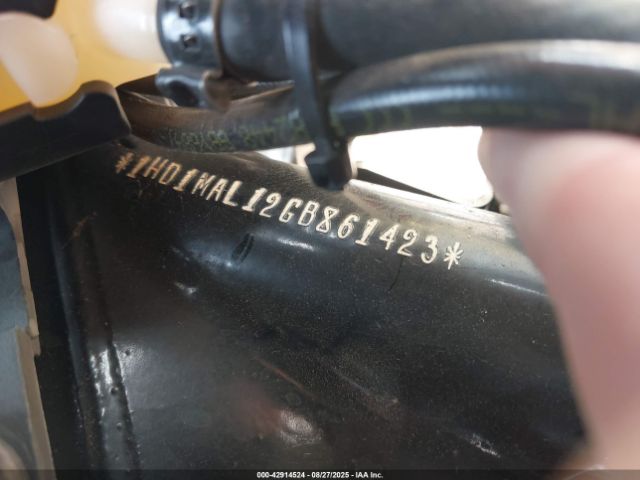 *1HD1MAL12GB861423*
000-42914524 - 08/27/2025 - IAA Inc.